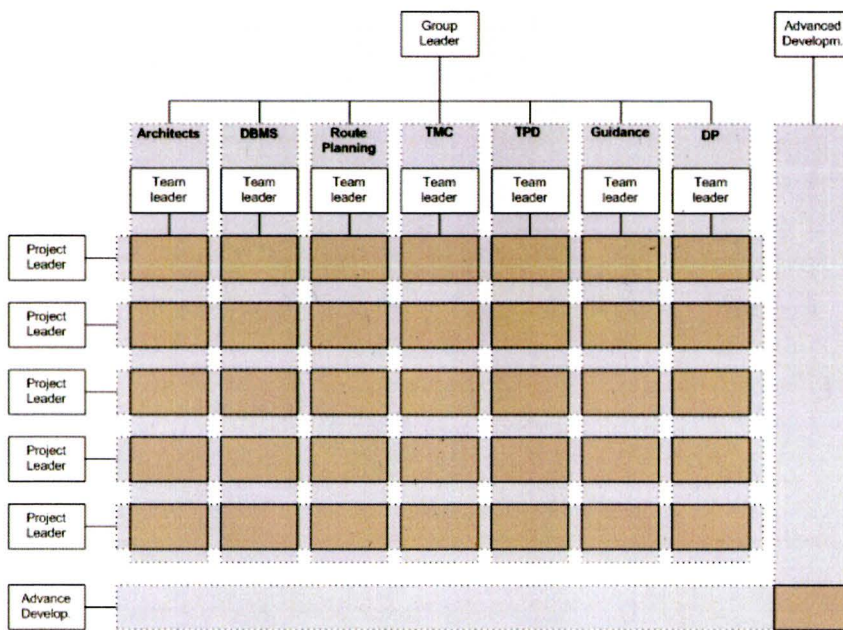 Group
Leader
Advanced
Developm.
Architects
DBMS
Route
Planning
TMC
TPD
Guidance
DP
Team
leader
Team
leader
Team
leader
Team
leader
Team
leader
Team
leader
Team
leader
Project
Leader
Project
Leader
Project
Leader
Project
Leader
Project
Leader
Advance
Develop.